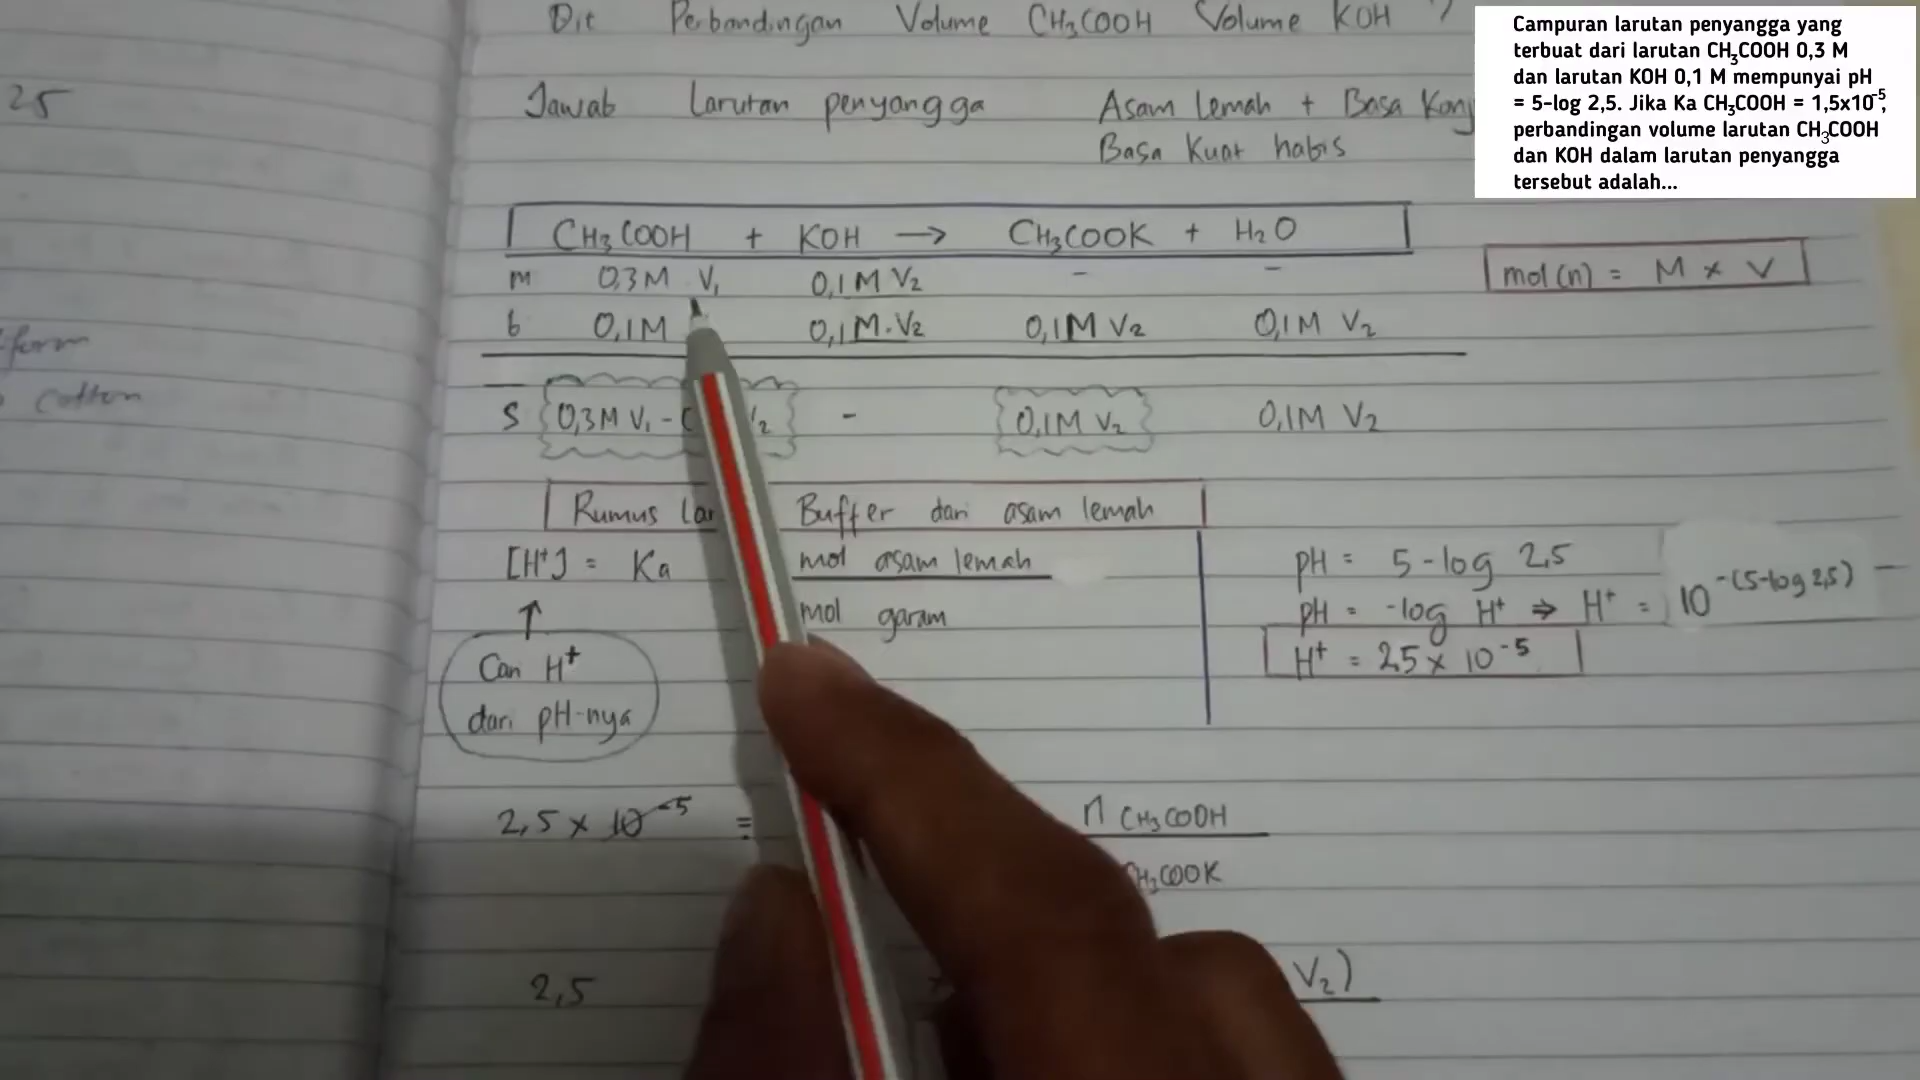 Dit Perbandingan Volume CH3COOH Volume KOH ?
25
Jawab Larutan penyangga Asam lemah + Basa
Basa Kuat habis
Campuran larutan penyangga yang
terbuat dari larutan CH₃COOH 0,3 M
dan larutan KOH 0,1 M mempunyai pH
= 5-log 2,5. Jika Ka CH₃COOH = 1,5x10⁻⁵,
perbandingan volume larutan CH₃COOH
dan KOH dalam larutan penyangga
tersebut adalah...
CH3COOH + KOH → CH3COOK + H2O
m 0,3M V1 0,1M V2 - -
mol (n) = M x V
b 0,1M 0,1M.V2 0,1M V2 0,1M V2
S 0,3M V1 - - 0,1M V2 0,1M V2
cotton
Rumus Buffer dari asam lemah
[H+] = Ka mol asam lemah
mol garam
Cari H+
dari pH-nya
pH = 5-log 2,5
pH = -log H+ ⇒ H+ = 10^-(5-log 2,5)
H+ = 2,5 x 10^-5
2,5 x 10^-5 = n CH3COOH
CH3COOK
2,5 V2)